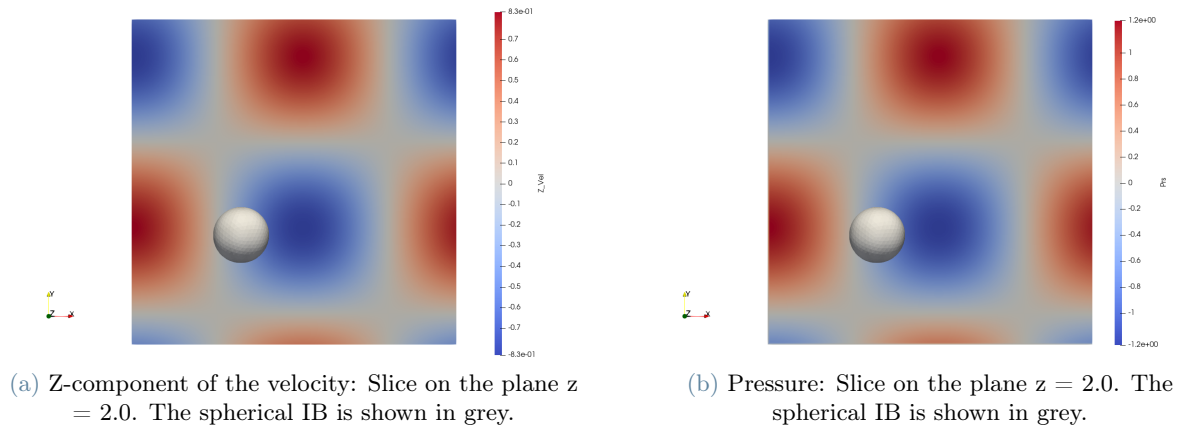 8.3e-01
0.7
0.6
0.5
0.4
0.3
0.2
0.1
0
-0.1
-0.2
-0.3
-0.4
-0.5
-0.6
-0.7
-8.3e-01
Z_Vel
Y
Z
X
(a) Z-component of the velocity: Slice on the plane z
= 2.0. The spherical IB is shown in grey.
1.2e+00
1
0.8
0.6
0.4
0.2
0
-0.2
-0.4
-0.6
-0.8
-1
-1.2e+00
Prs
Y
Z
X
(b) Pressure: Slice on the plane z = 2.0. The
spherical IB is shown in grey.